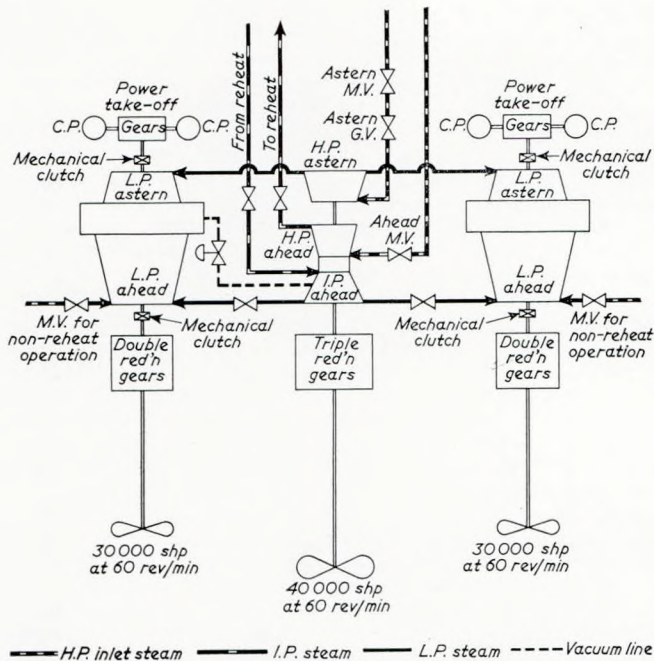 From reheat
To reheat
Astern
M.V.
Astern
G.V.
Power
take-off
C.P.
Gears
C.P.
Mechanical
clutch
L.P.
astern
L.P.
ahead
H.P.
astern
H.P.
ahead
Ahead
M.V.
I.P.
ahead
Power
take-off
C.P.
Gears
C.P.
Mechanical
clutch
L.P.
astern
L.P.
ahead
M.V. for
non-reheat
operation
Mechanical
clutch
Double
red'n
gears
Triple
red'n
gears
Mechanical
clutch
Double
red'n
gears
M.V. for
non-reheat
operation
30 000 shp
at 60 rev/min
40 000 shp
at 60 rev/min
30 000 shp
at 60 rev/min
H.P. inlet steam
I.P. steam
L.P. steam
Vacuum line